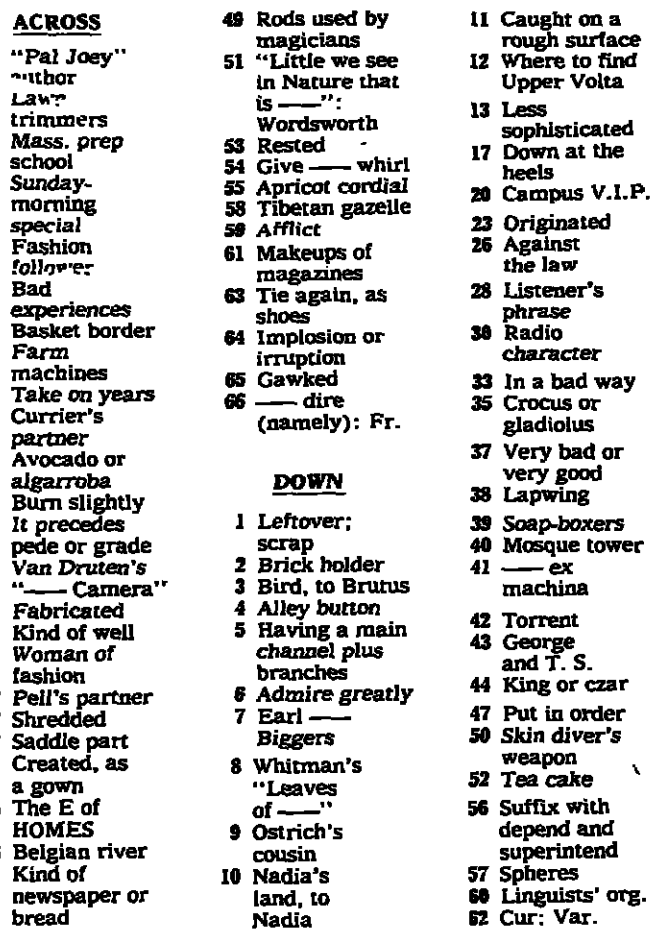 ACROSS
"Pal Joey"
author
Lawn
trimmers
Mass. prep
school
Sunday-
morning
special
Fashion
follower
Bad
experiences
Basket border
Farm
machines
Take on years
Currier's
partner
Avocado or
algarroba
Burn slightly
It precedes
pede or grade
Van Druten's
"—— Camera"
Fabricated
Kind of well
Woman of
fashion
Pell's partner
Shredded
Saddle part
Created, as
a gown
The E of
HOMES
Belgian river
Kind of
newspaper or
bread
49 Rods used by
magicians
51 "Little we see
in Nature that
is ——":
Wordsworth
53 Rested
54 Give —— whirl
55 Apricot cordial
58 Tibetan gazelle
59 Afflict
61 Makeups of
magazines
63 Tie again, as
shoes
64 Implosion or
irruption
65 Gawked
66 —— dire
(namely): Fr.
DOWN
1 Leftover;
scrap
2 Brick holder
3 Bird, to Brutus
4 Alley button
5 Having a main
channel plus
branches
6 Admire greatly
7 Earl ——
Biggers
8 Whitman's
"Leaves
of ——"
9 Ostrich's
cousin
10 Nadia's
land, to
Nadia
11 Caught on a
rough surface
12 Where to find
Upper Volta
13 Less
sophisticated
17 Down at the
heels
20 Campus V.I.P.
23 Originated
26 Against
the law
28 Listener's
phrase
30 Radio
character
33 In a bad way
35 Crocus or
gladiolus
37 Very bad or
very good
38 Lapwing
39 Soap-boxers
40 Mosque tower
41 —— ex
machina
42 Torrent
43 George
and T. S.
44 King or czar
47 Put in order
50 Skin diver's
weapon
52 Tea cake
56 Suffix with
depend and
superintend
57 Spheres
60 Linguists' org.
62 Cur: Var.